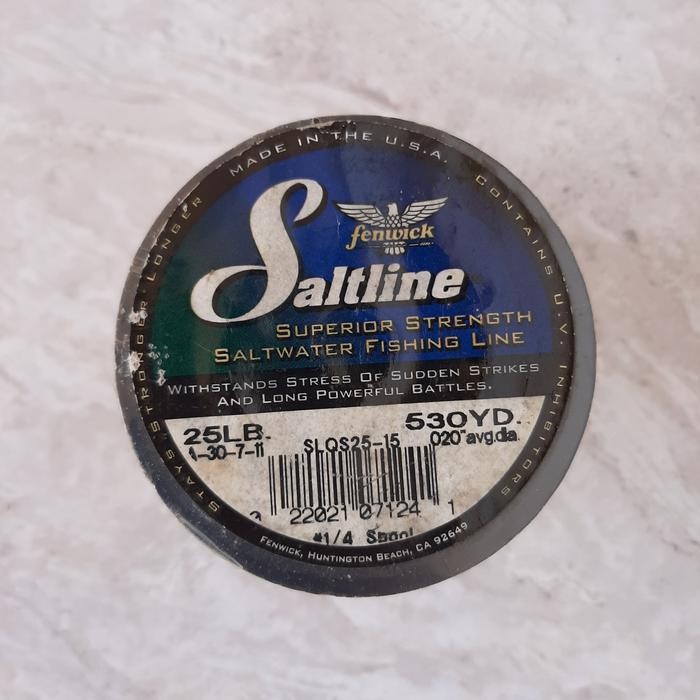 MADE IN THE U.S.A.
CONTAINS U.V. INHIBITORS
STAYS STRONGER LONGER
fenwick
Saltline
SUPERIOR STRENGTH
SALTWATER FISHING LINE
WITHSTANDS STRESS OF SUDDEN STRIKES
AND LONG POWERFUL BATTLES.
25LB. 530YD.
-30-7-11 SLQS25-15 .020"avg.dia.
22021 07124 1
#1/4 Spool
FENWICK, HUNTINGTON BEACH, CA 92649